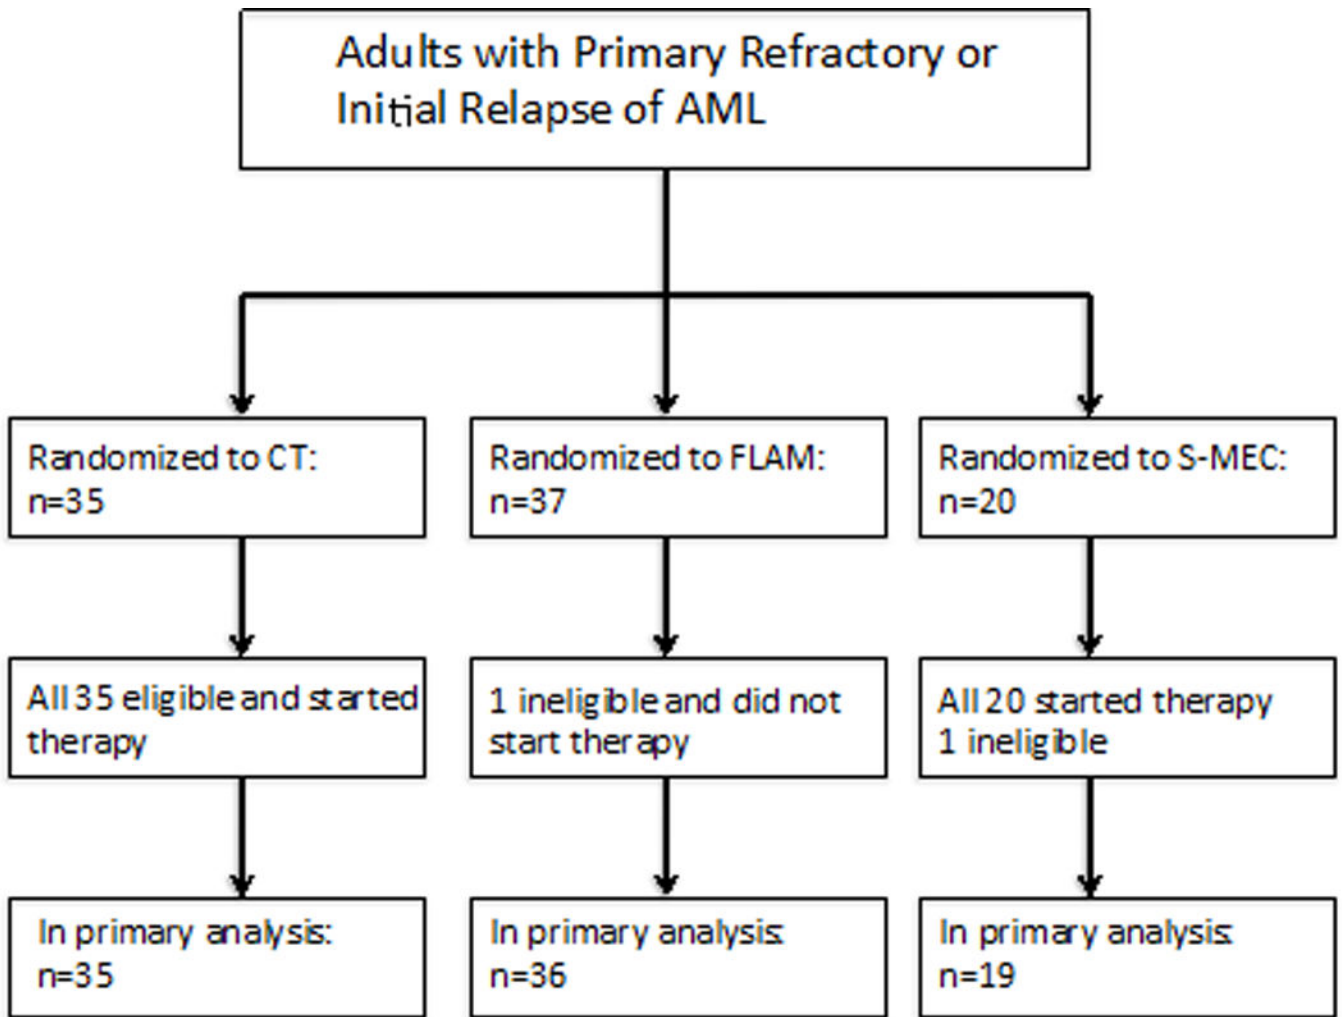 Adults with Primary Refractory or
Initial Relapse of AML
Randomized to CT:
n=35
Randomized to FLAM:
n=37
Randomized to S-MEC:
n=20
All 35 eligible and started
therapy
1 ineligible and did not
start therapy
All 20 started therapy
1 ineligible
In primary analysis:
n=35
In primary analysis:
n=36
In primary analysis:
n=19